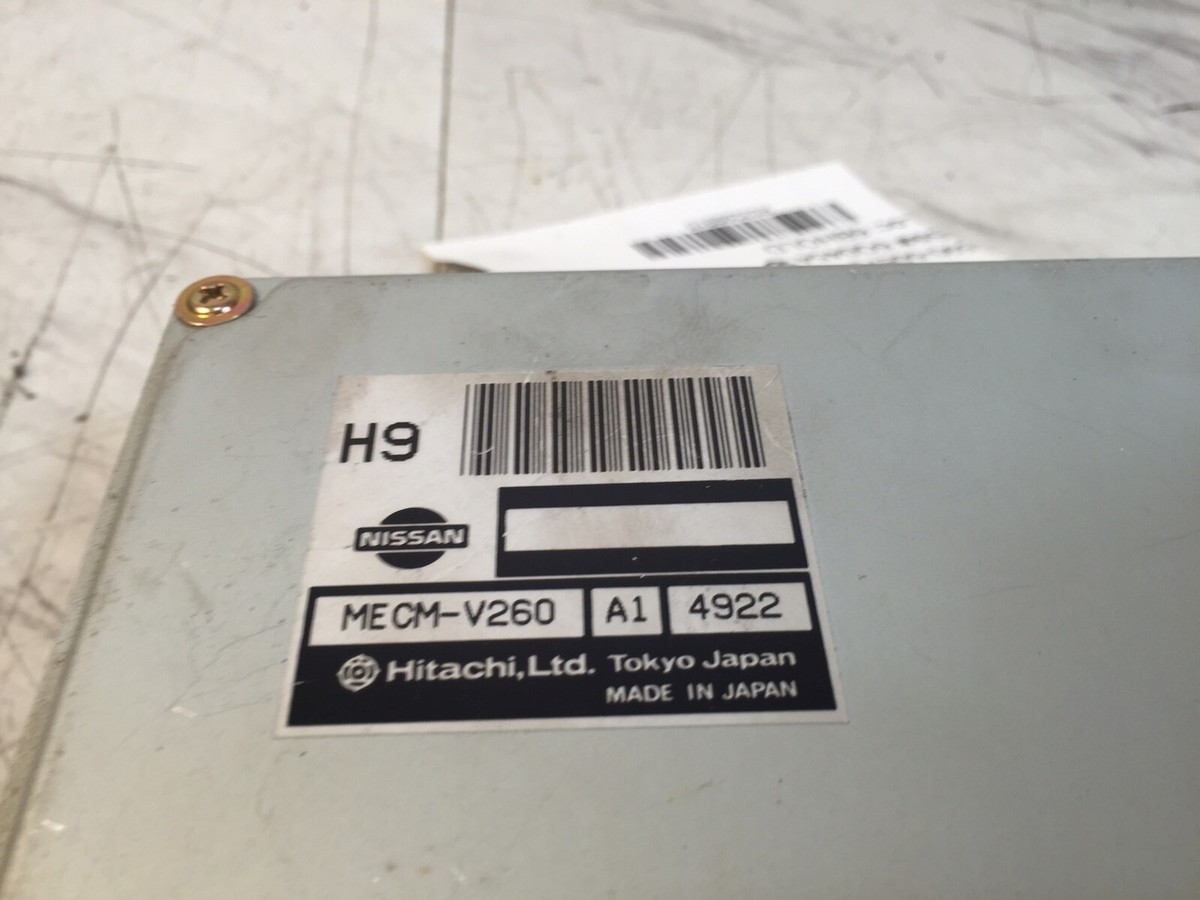 H9
NISSAN
MECM-V260 A1 4922
Hitachi,Ltd. Tokyo Japan
MADE IN JAPAN